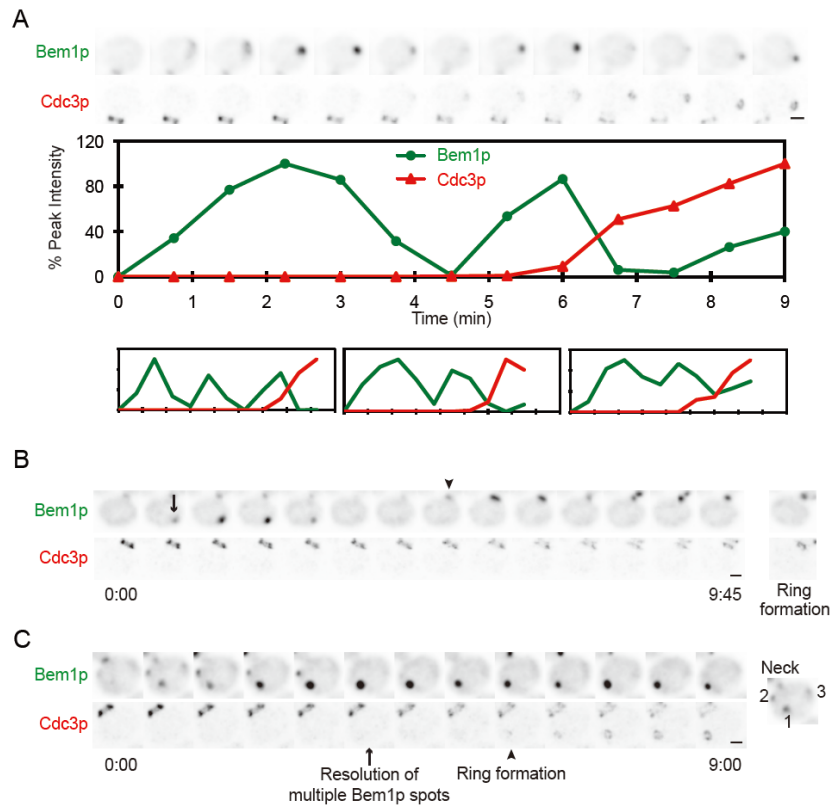 A
Bem1p
Cdc3p
120
80
40
0
% Peak Intensity
Bem1p
Cdc3p
0 1 2 3 4 5 6 7 8 9
Time (min)
B
Bem1p
Cdc3p
0:00
9:45
Ring
formation
C
Bem1p
Cdc3p
0:00
Resolution of
multiple Bem1p spots
Ring formation
9:00
Neck
2
3
1